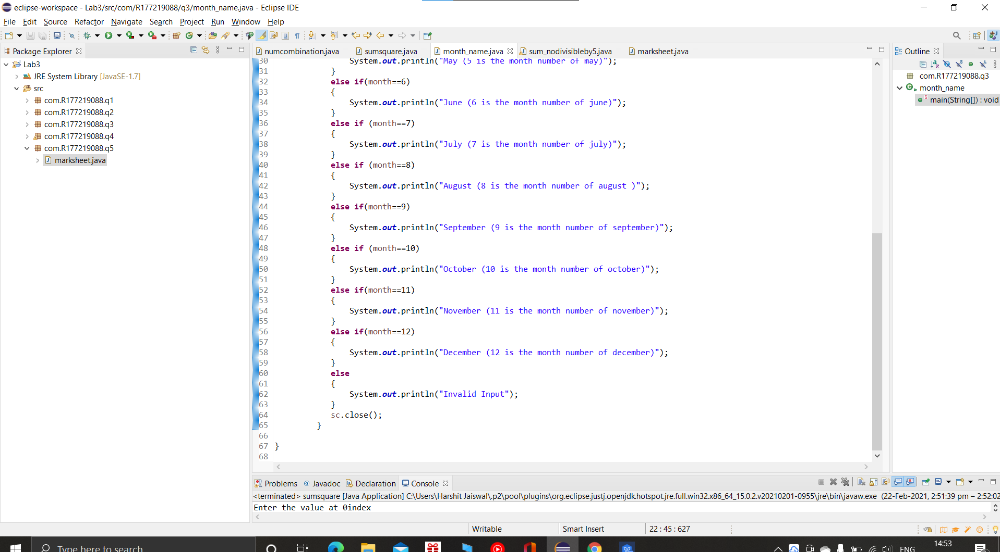 eclipse-workspace - Lab3/src/com/R177219088/q3/month_name.java - Eclipse IDE
File Edit Source Refactor Navigate Search Project Run Window Help
Package Explorer
Lab3
JRE System Library [JavaSE-1.7]
src
com.R177219088.q1
com.R177219088.q2
com.R177219088.q3
com.R177219088.q4
com.R177219088.q5
marksheet.java
numcombination.java sumsquare.java month_name.java sum_nodivisibleby5.java marksheet.java
30 System.out.println("May (5 is the month number of may)");
31 }
32 else if(month==6)
33 {
34 System.out.println("June (6 is the month number of june)");
35 }
36 else if (month==7)
37 {
38 System.out.println("July (7 is the month number of july)");
39 }
40 else if (month==8)
41 {
42 System.out.println("August (8 is the month number of august )");
43 }
44 else if(month==9)
45 {
46 System.out.println("September (9 is the month number of september)");
47 }
48 else if (month==10)
49 {
50 System.out.println("October (10 is the month number of october)");
51 }
52 else if(month==11)
53 {
54 System.out.println("November (11 is the month number of november)");
55 }
56 else if(month==12)
57 {
58 System.out.println("December (12 is the month number of december)");
59 }
60 else
61 {
62 System.out.println("Invalid Input");
63 }
64 sc.close();
65 }
66
67 }
68
Outline
com.R177219088.q3
month_name
main(String[]) : void
Problems @ Javadoc Declaration Console
<terminated> sumsquare [Java Application] C:\Users\Harshit Jaiswal\.p2\pool\plugins\org.eclipse.justj.openjdk.hotspot.jre.full.win32.x86_64_15.0.2.v20210201-0955\jre\bin\javaw.exe (22-Feb-2021, 2:51:39 pm – 2:52:02
Enter the value at 0index
Writable Smart Insert 22 : 45 : 627
Type here to search
ENG
14:53